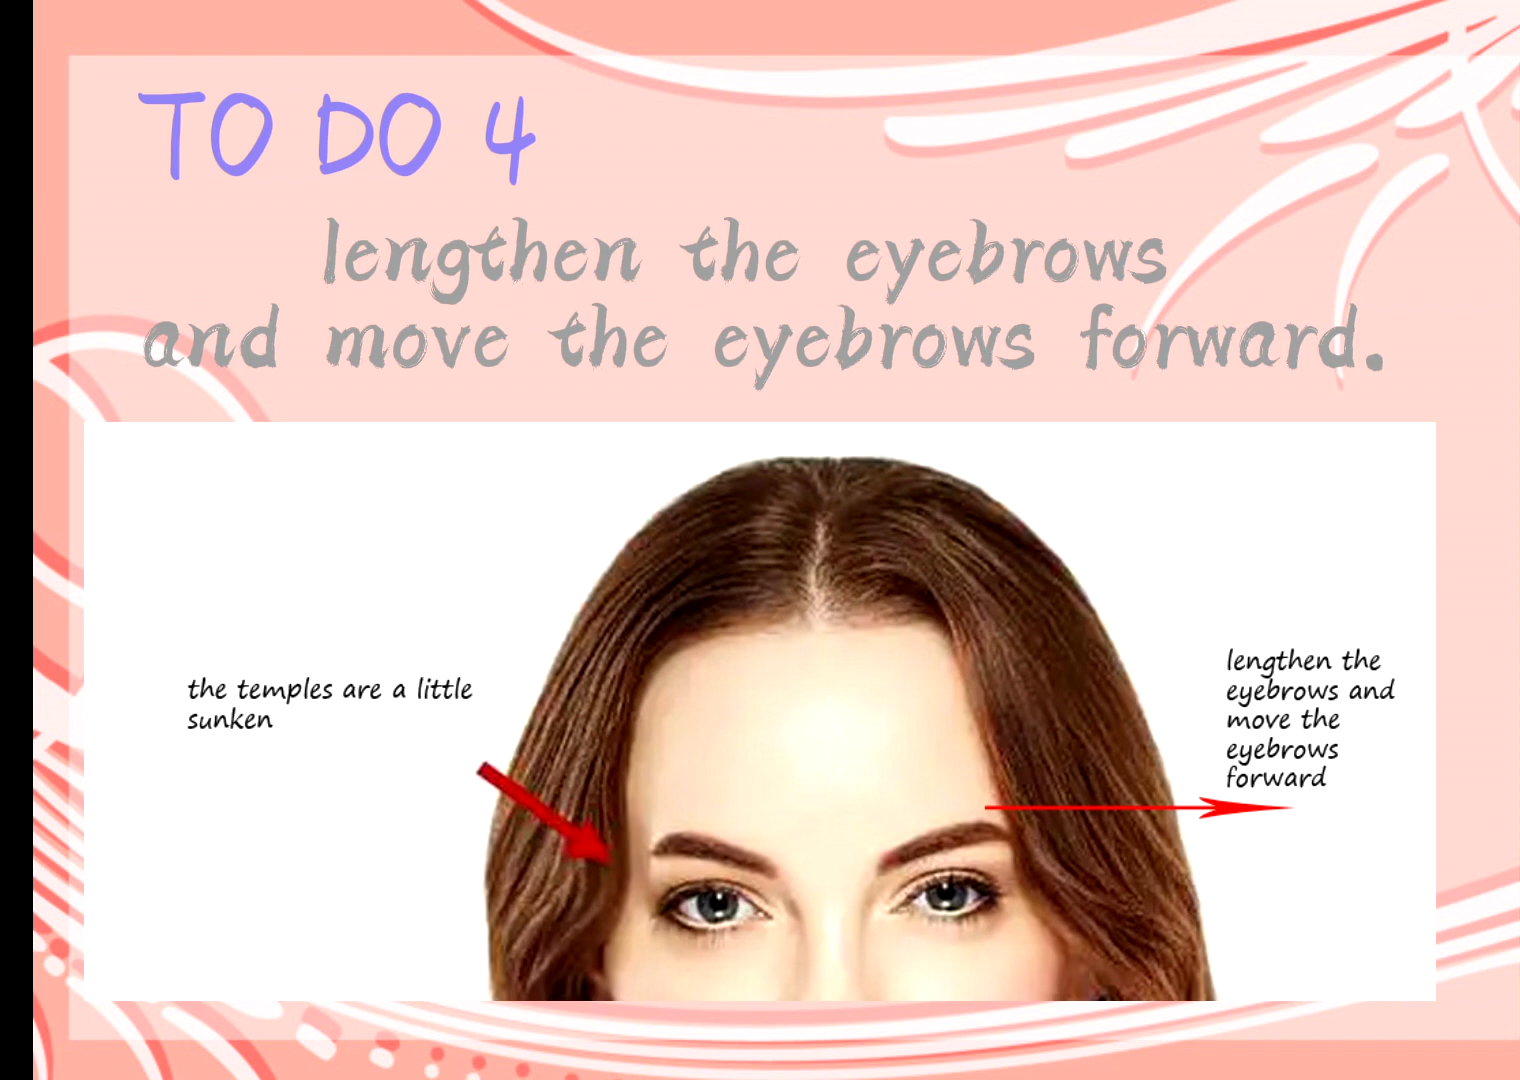 TO DO 4
lengthen the eyebrows
and move the eyebrows forward.
the temples are a little
sunken
lengthen the
eyebrows and
move the
eyebrows
forward